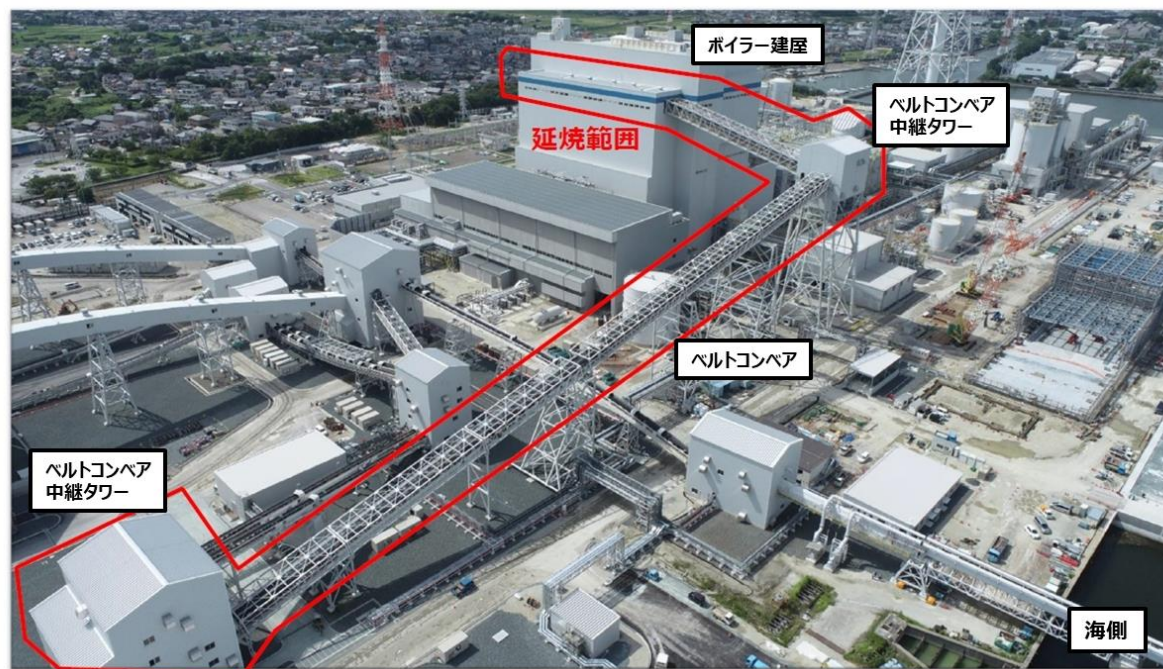 ボイラー建屋
ベルトコンベア
中継タワー
延焼範囲
ベルトコンベア
ベルトコンベア
中継タワー
海側